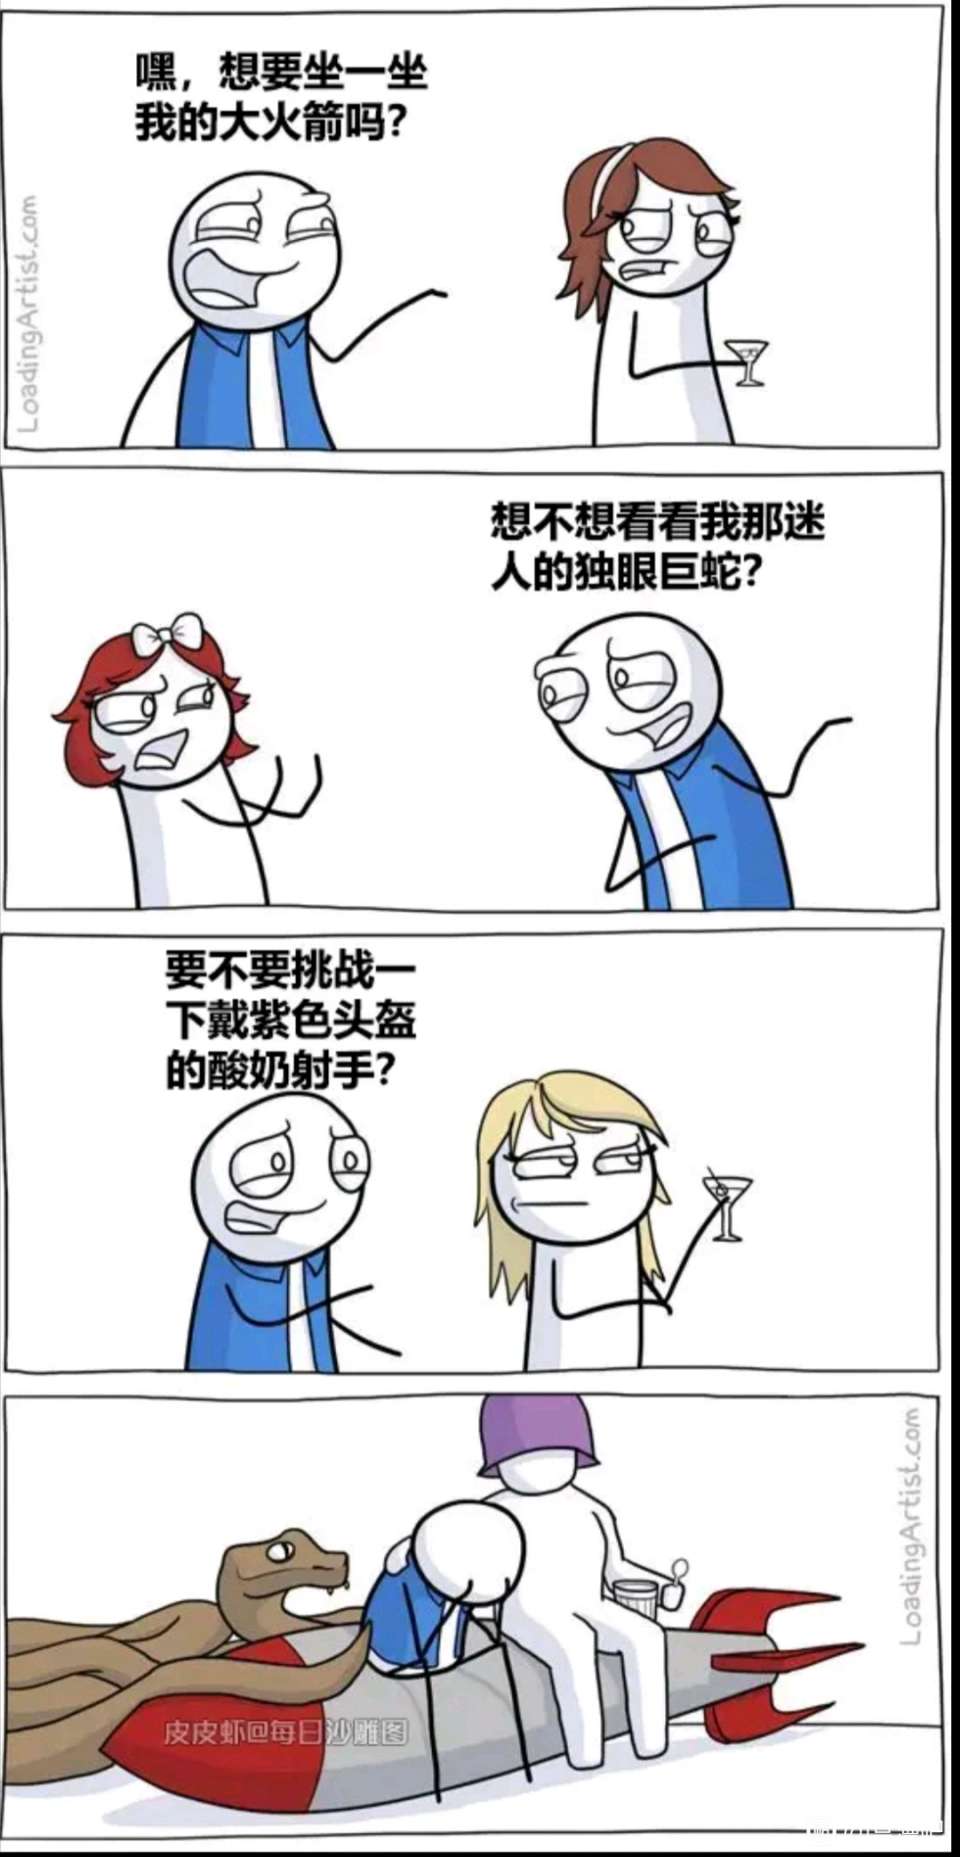 嘿，想要坐一坐
我的大火箭吗？
LoadingArtist.com
想不想看看我那迷
人的独眼巨蛇？
要不要挑战一
下戴紫色头盔
的酸奶射手？
LoadingArtist.com
皮皮虾@每日沙雕图